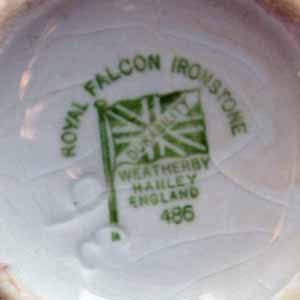 ROYAL FALCON IRONSTONE
DURABILITY
WEATHERBY
HANLEY
ENGLAND
486